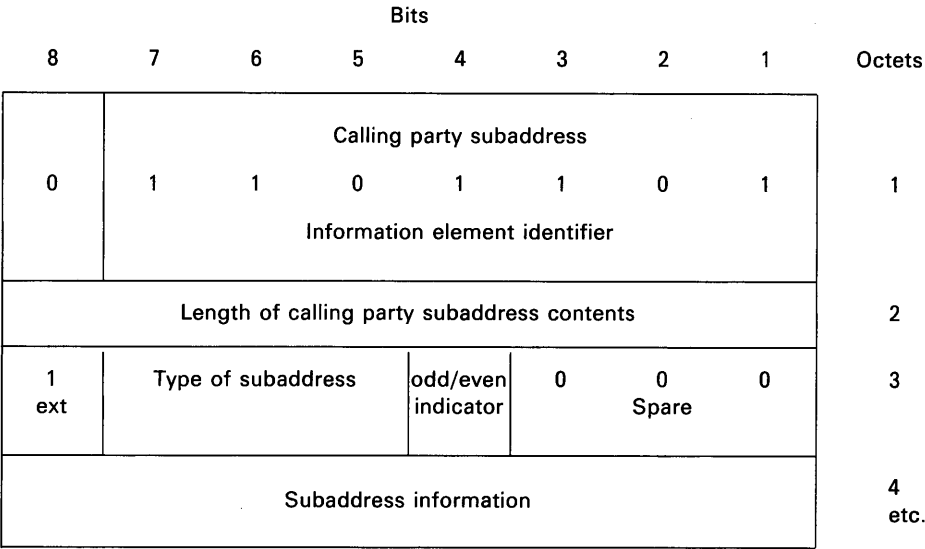 Bits
8 7 6 5 4 3 2 1 Octets
Calling party subaddress
0 1 1 0 1 1 0 1 1
Information element identifier
Length of calling party subaddress contents 2
1 Type of subaddress odd/even 0 0 0 3
ext indicator Spare
Subaddress information 4
etc.